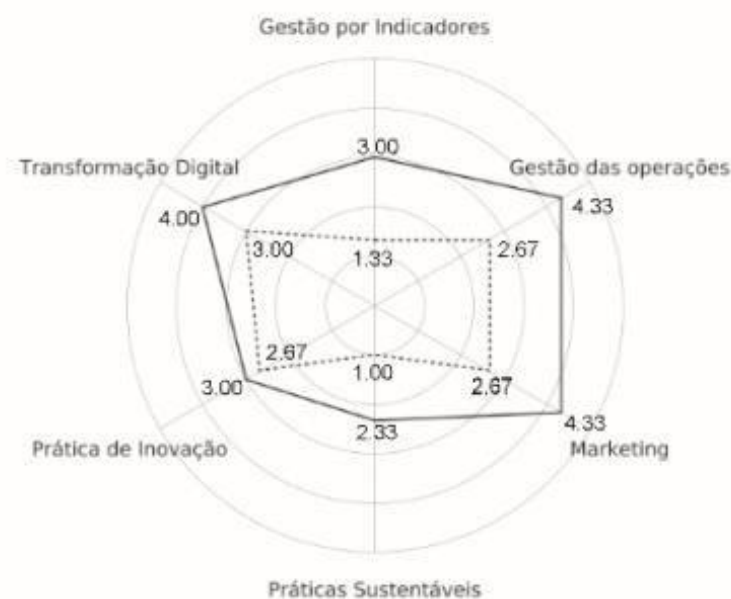 Gestão por Indicadores
3.00
Transformação Digital
Gestão das operações
4.00
4.33
3.00
1.33
2.67
2.67
1.00
2.67
3.00
2.33
4.33
Prática de Inovação
Marketing
Práticas Sustentáveis